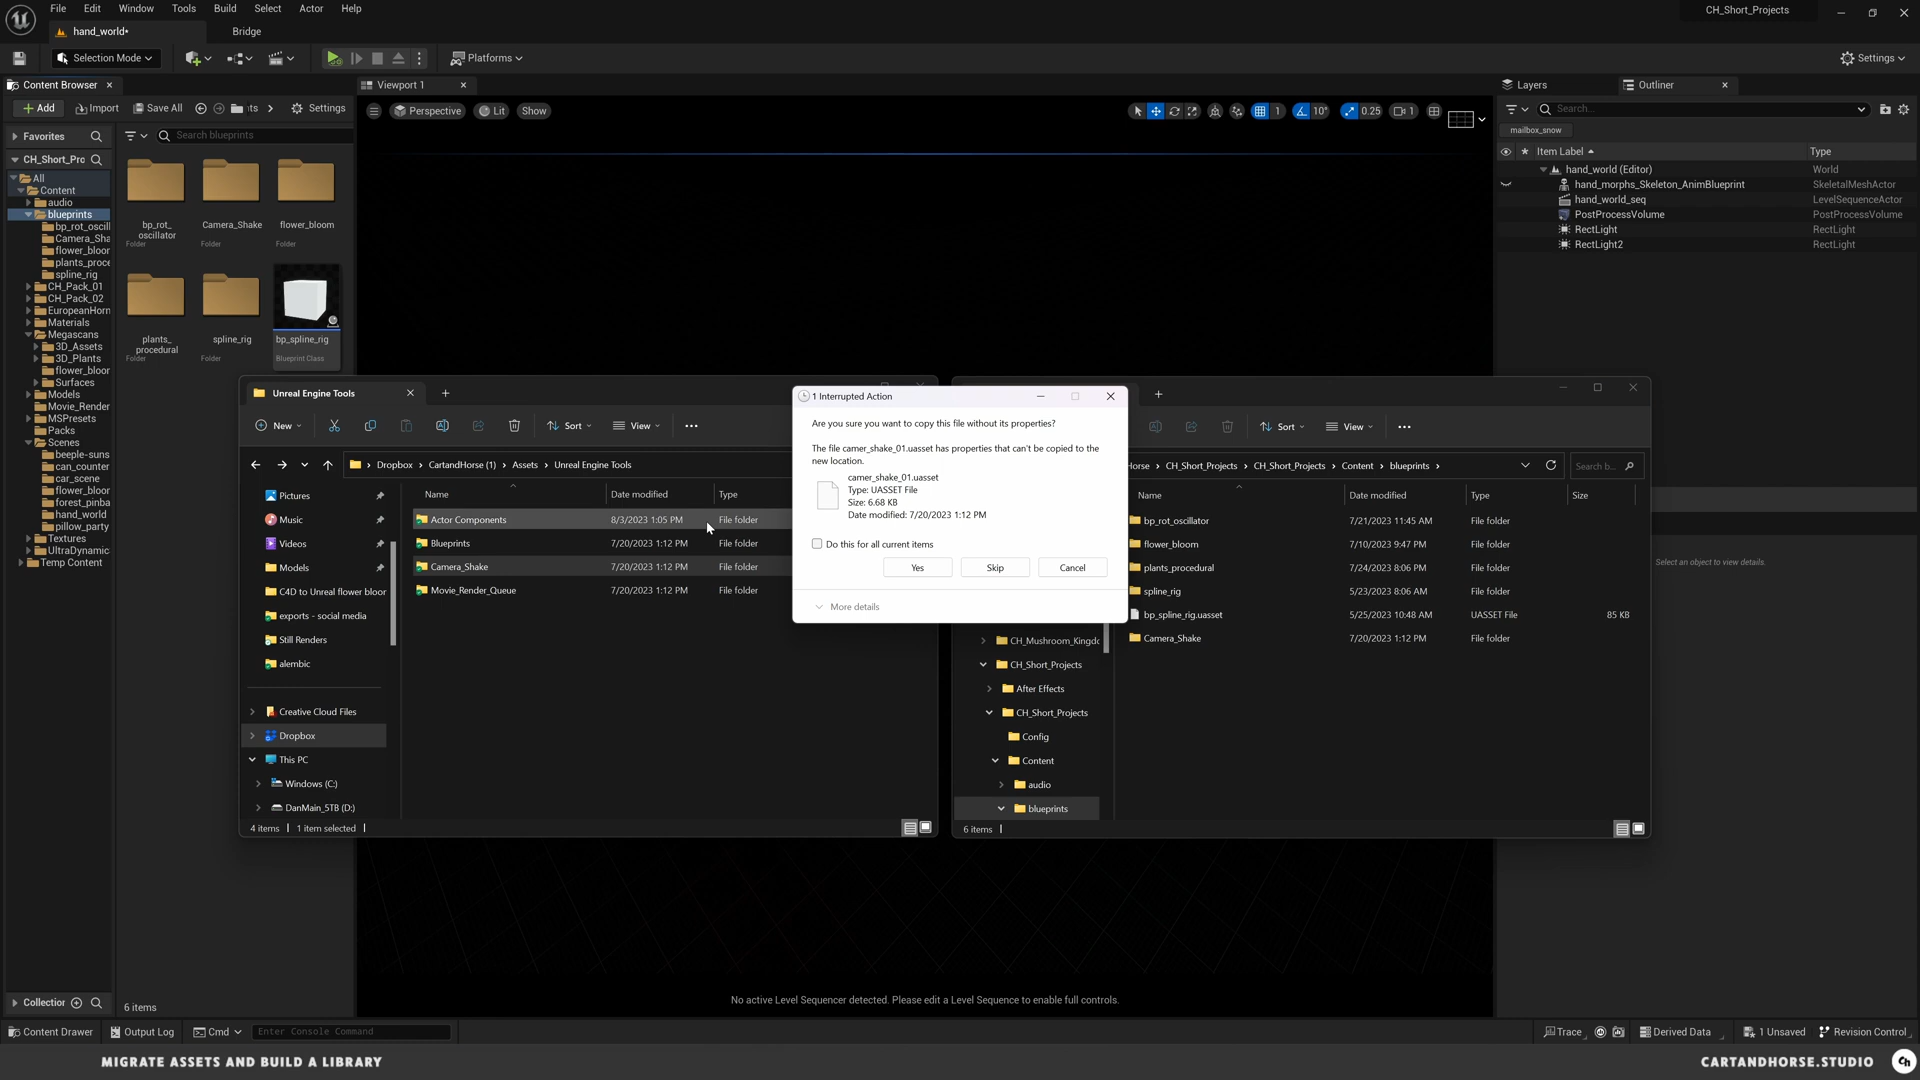 File Edit Window Tools Build Select Actor Help CH_Short_Projects
hand_world* Bridge
Selection Mode Platforms Settings
Content Browser Viewport 1 Layers Outliner
Add Import Save All ts Settings Perspective Lit Show 1 10° 0.25 1 Search...
Favorites Search blueprints mailbox_snow
CH_Short_Pro
Item Label Type
All
Content
audio
blueprints
bp_rot_oscill
Camera_Sha
flower_bloor
plants_proce
spline_rig
CH_Pack_01
CH_Pack_02
EuropeanHorn
Materials
Megascans
3D_Assets
3D_Plants
flower_bloor
Surfaces
Models
Movie_Render
MSPresets
Packs
Scenes
beeple-suns
can_counter
car_scene
flower_bloor
forest_pinba
hand_world
pillow_party
Textures
UltraDynamic
Temp Content
Collection
bp_rot_
oscillator
Folder
Camera_Shake
Folder
flower_bloom
Folder
plants_
procedural
Folder
spline_rig
Folder
bp_spline_rig
Blueprint Class
6 items
hand_world (Editor) World
hand_morphs_Skeleton_AnimBlueprint SkeletalMeshActor
hand_world_seq LevelSequenceActor
PostProcessVolume PostProcessVolume
RectLight RectLight
RectLight2 RectLight
Select an object to view details.
Unreal Engine Tools
New Sort View
Dropbox > CartandHorse (1) > Assets > Unreal Engine Tools
Pictures
Music
Videos
Models
C4D to Unreal flower bloor
exports - social media
Still Renders
alembic
Creative Cloud Files
Dropbox
This PC
Windows (C:)
DanMain_5TB (D:)
Name Date modified Type
Actor Components 8/3/2023 1:05 PM File folder
Blueprints 7/20/2023 1:12 PM File folder
Camera_Shake 7/20/2023 1:12 PM File folder
Movie_Render_Queue 7/20/2023 1:12 PM File folder
4 items 1 item selected
1 Interrupted Action
Are you sure you want to copy this file without its properties?
The file camer_shake_01.uasset has properties that can't be copied to the
new location.
camer_shake_01.uasset
Type: UASSET File
Size: 6.68 KB
Date modified: 7/20/2023 1:12 PM
Do this for all current items
Yes Skip Cancel
More details
Sort View
Horse > CH_Short_Projects > CH_Short_Projects > Content > blueprints > Search b...
Name Date modified Type Size
bp_rot_oscillator 7/21/2023 11:45 AM File folder
flower_bloom 7/10/2023 9:47 PM File folder
plants_procedural 7/24/2023 8:06 PM File folder
spline_rig 5/23/2023 8:06 AM File folder
bp_spline_rig.uasset 5/25/2023 10:48 AM UASSET File 85 KB
Camera_Shake 7/20/2023 1:12 PM File folder
CH_Mushroom_Kingdo
CH_Short_Projects
After Effects
CH_Short_Projects
Config
Content
audio
blueprints
6 items
No active Level Sequencer detected. Please edit a Level Sequence to enable full controls.
Content Drawer Output Log Cmd Enter Console Command Trace Derived Data 1 Unsaved Revision Control
MIGRATE ASSETS AND BUILD A LIBRARY CARTANDHORSE.STUDIO